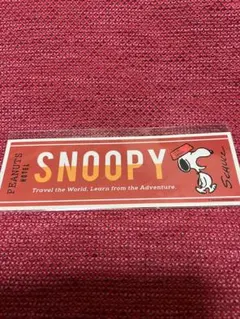 PEANUTS
HOTEL
SNOOPY
Travel the World, Learn from the Adventure.
SCHULZ